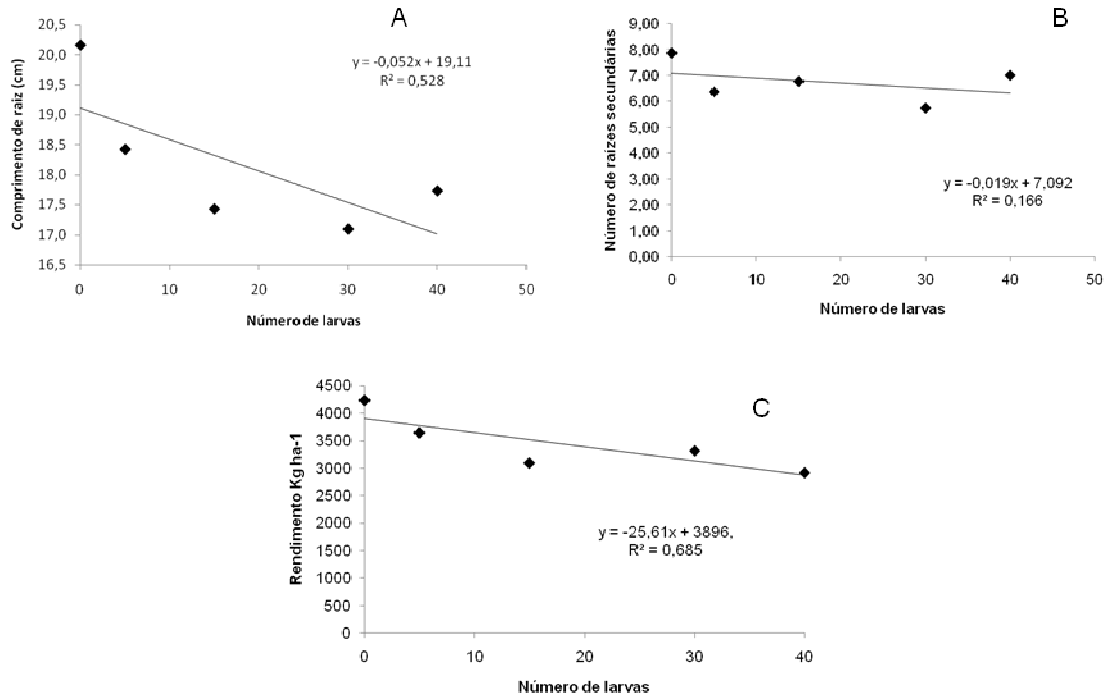 A
20,5
20,0
19,5
19,0
18,5
18,0
17,5
17,0
16,5
Comprimento de raiz (cm)
y = -0,052x + 19,11
R² = 0,528
0 10 20 30 40 50
Número de larvas
B
9,00
8,00
7,00
6,00
5,00
4,00
3,00
2,00
1,00
0,00
Número de raizes secundárias
y = -0,019x + 7,092
R² = 0,166
0 10 20 30 40 50
Número de larvas
C
4500
4000
3500
3000
2500
2000
1500
1000
500
0
Rendimento Kg ha-1
y = -25,61x + 3896,
R² = 0,685
0 10 20 30 40
Número de larvas